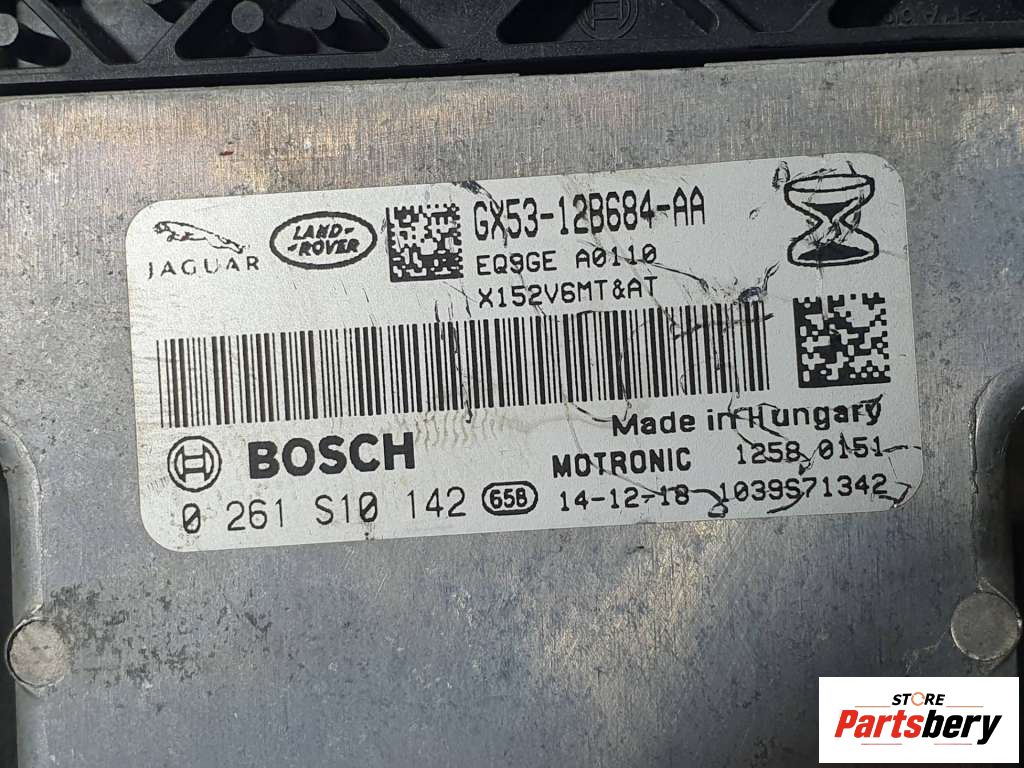 JAGUAR
LAND-
-ROVER
GX53-12B684-AA
EQ9GE A0110
X152V6MT&AT
Made in Hungary
BOSCH
MOTRONIC 1258 0151
0 261 S10 142 65B 14-12-18 1039S71342
STORE
Partsbery